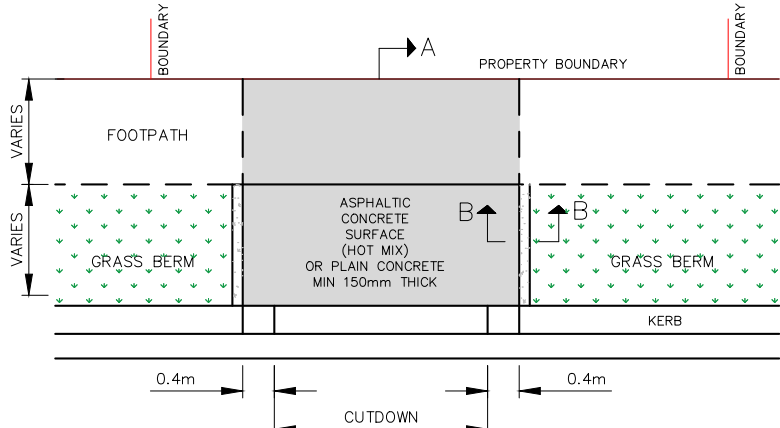 BOUNDARY
A
PROPERTY BOUNDARY
BOUNDARY
VARIES
FOOTPATH
VARIES
GRASS BERM
ASPHALTIC
CONCRETE
SURFACE
(HOT MIX)
OR PLAIN CONCRETE
MIN 150mm THICK
B
B
GRASS BERM
KERB
0.4m
0.4m
CUTDOWN